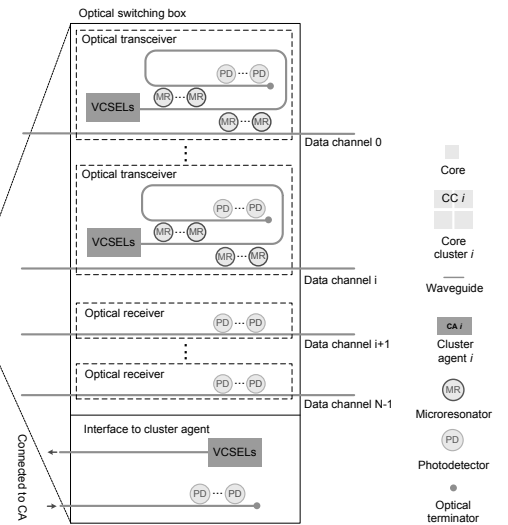 Optical switching box
Optical transceiver
PD ··· PD
VCSELs
MR ··· MR
MR ··· MR
Data channel 0
Optical transceiver
PD ··· PD
VCSELs
MR ··· MR
MR ··· MR
Data channel i
Optical receiver
PD ··· PD
Data channel i+1
Optical receiver
PD ··· PD
Data channel N-1
Interface to cluster agent
VCSELs
PD ··· PD
Connected to CA
Core
CC i
Core
cluster i
Waveguide
CA i
Cluster
agent i
MR
Microresonator
PD
Photodetector
Optical
terminator